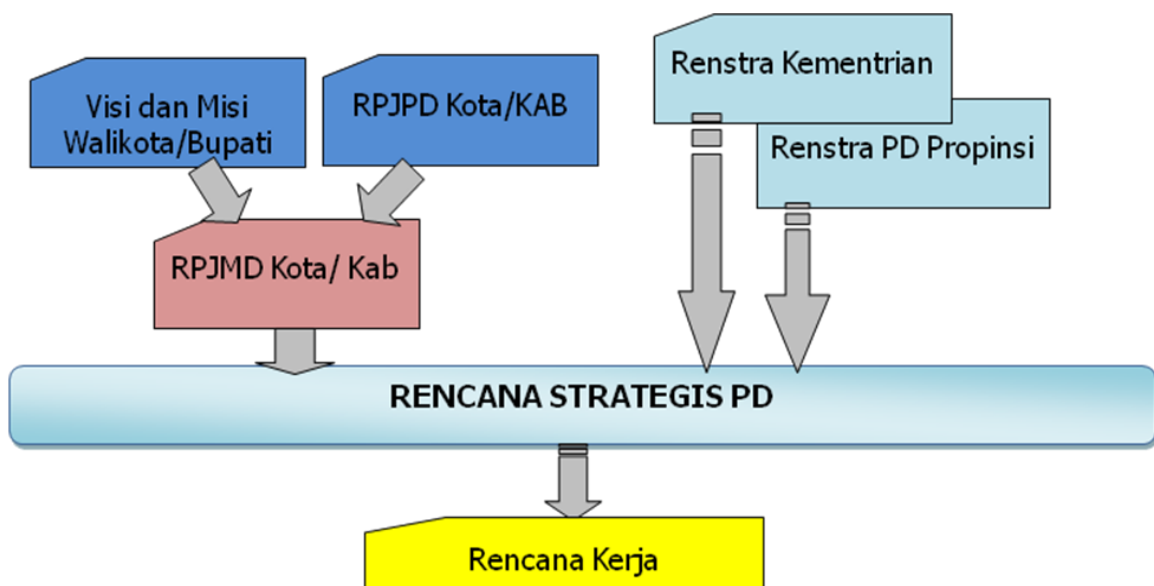 Visi dan Misi
Walikota/Bupati
RPJPD Kota/KAB
Renstra Kementrian
Renstra PD Propinsi
RPJMD Kota/ Kab
RENCANA STRATEGIS PD
Rencana Kerja